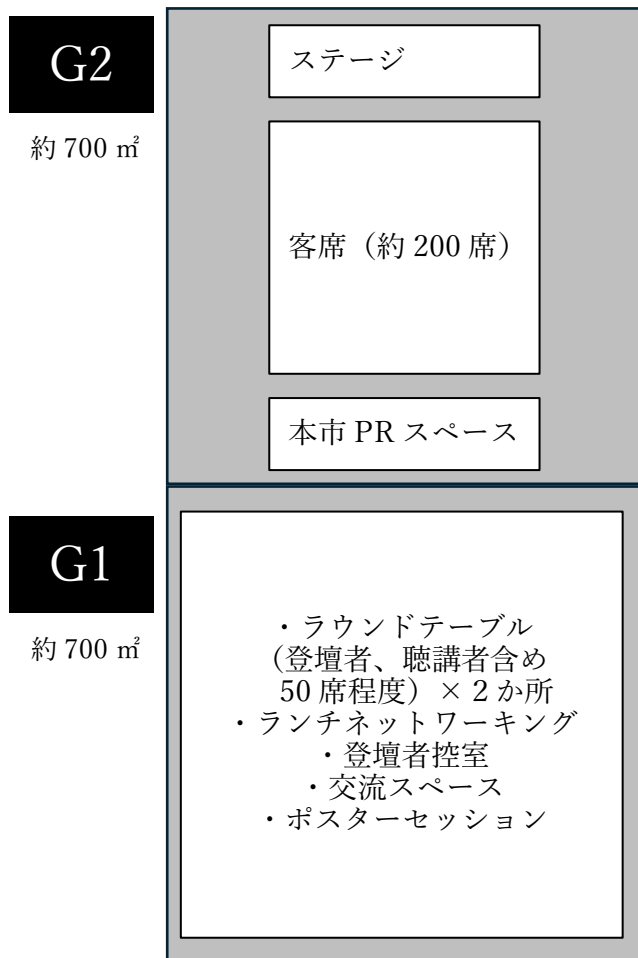 G2
約 700 ㎡
ステージ
客席（約 200 席）
本市 PR スペース
G1
約 700 ㎡
・ラウンドテーブル
（登壇者、聴講者含め
50 席程度）× 2 か所
・ランチネットワーキング
・登壇者控室
・交流スペース
・ポスターセッション